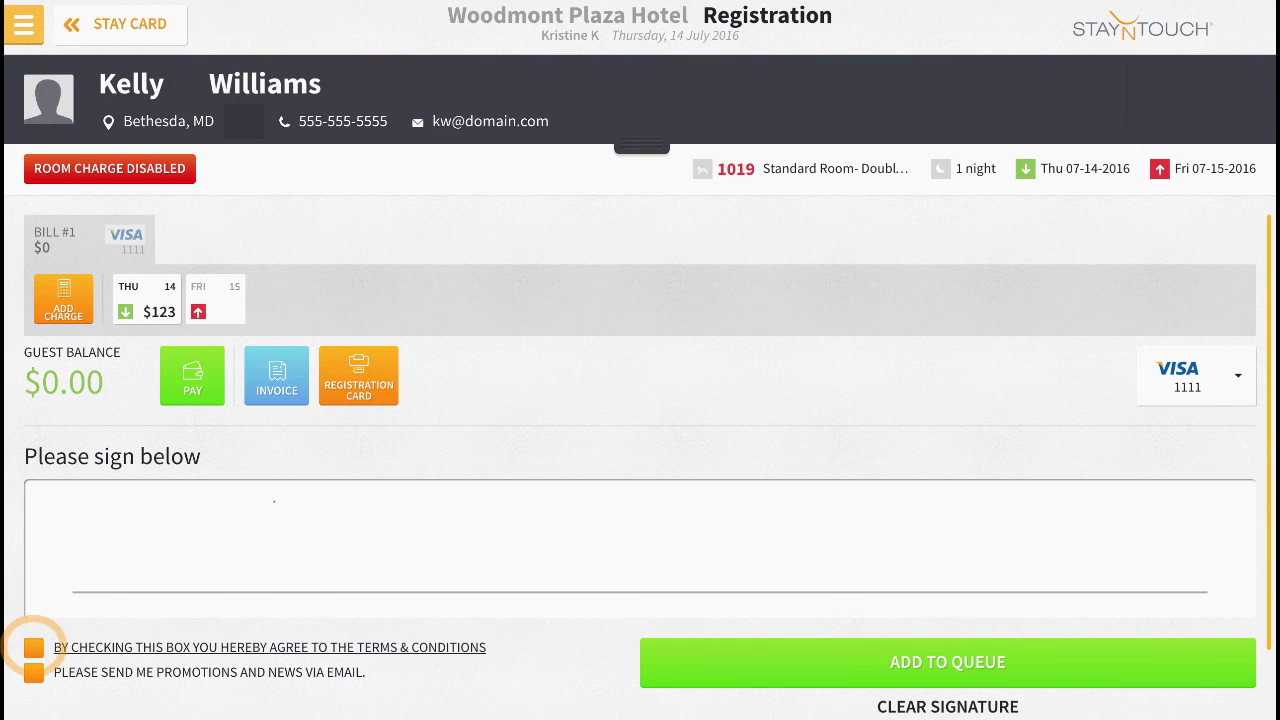 Woodmont Plaza Hotel Registration
STAY CARD
Kristine K Thursday, 14 July 2016
STAYNTOUCH
Kelly Williams
Bethesda, MD 555-555-5555 kw@domain.com
ROOM CHARGE DISABLED
1019 Standard Room- Doubl... 1 night Thu 07-14-2016 Fri 07-15-2016
BILL #1
$0
VISA
1111
ADD
CHARGE
THU 14
$123
FRI 15
GUEST BALANCE
$0.00
PAY
INVOICE
REGISTRATION
CARD
VISA
1111
Please sign below
BY CHECKING THIS BOX YOU HEREBY AGREE TO THE TERMS & CONDITIONS
PLEASE SEND ME PROMOTIONS AND NEWS VIA EMAIL.
ADD TO QUEUE
CLEAR SIGNATURE